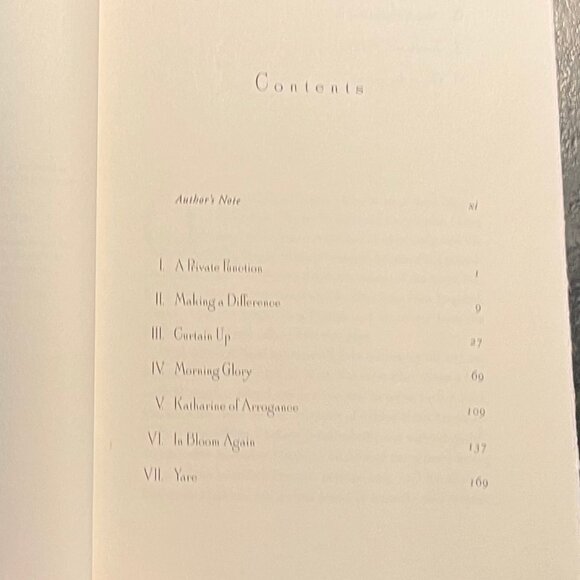 Contents
Author's Note xi
I. A Private Function 1
II. Making a Difference 9
III. Curtain Up 27
IV. Morning Glory 69
V. Katharine of Arrogance 109
VI. In Bloom Again 137
VII. Yare 169